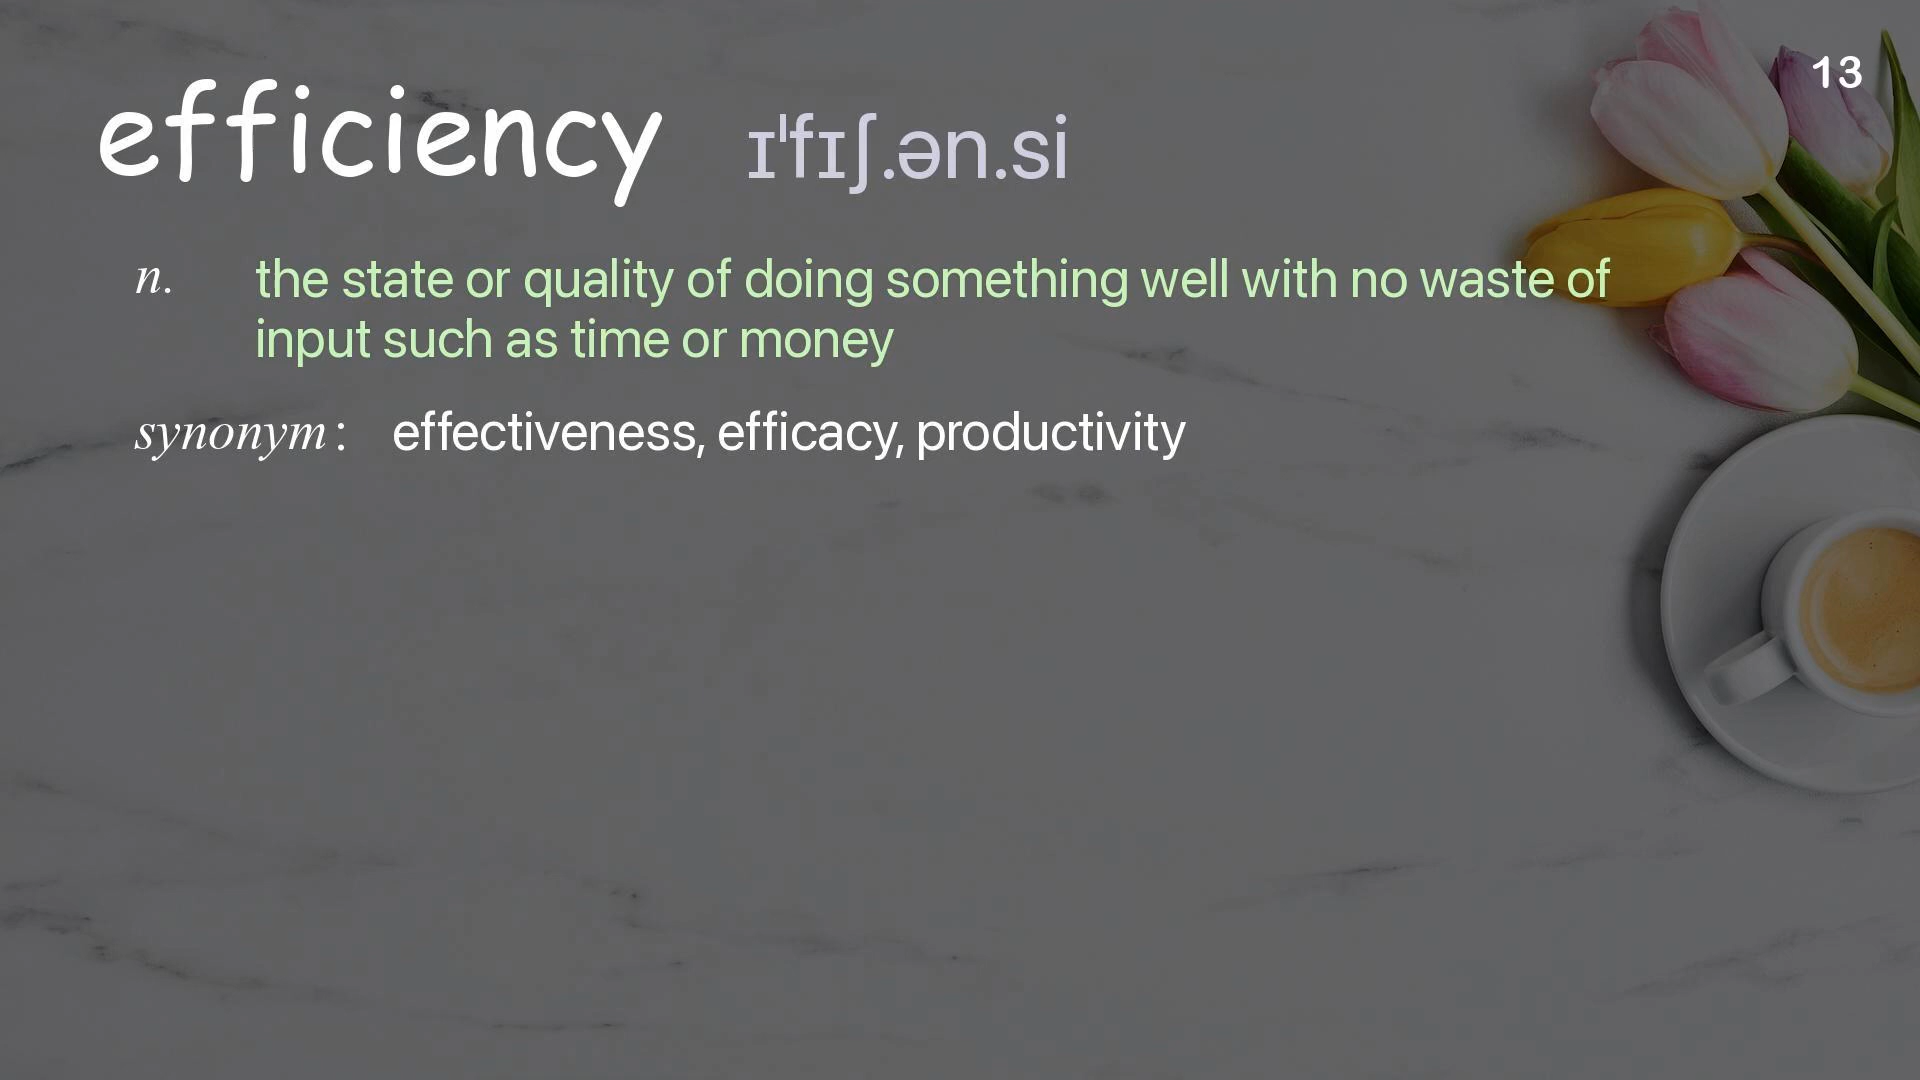 13
efficiency ɪˈfɪʃ.ən.si
n. the state or quality of doing something well with no waste of
input such as time or money
synonym : effectiveness, efficacy, productivity